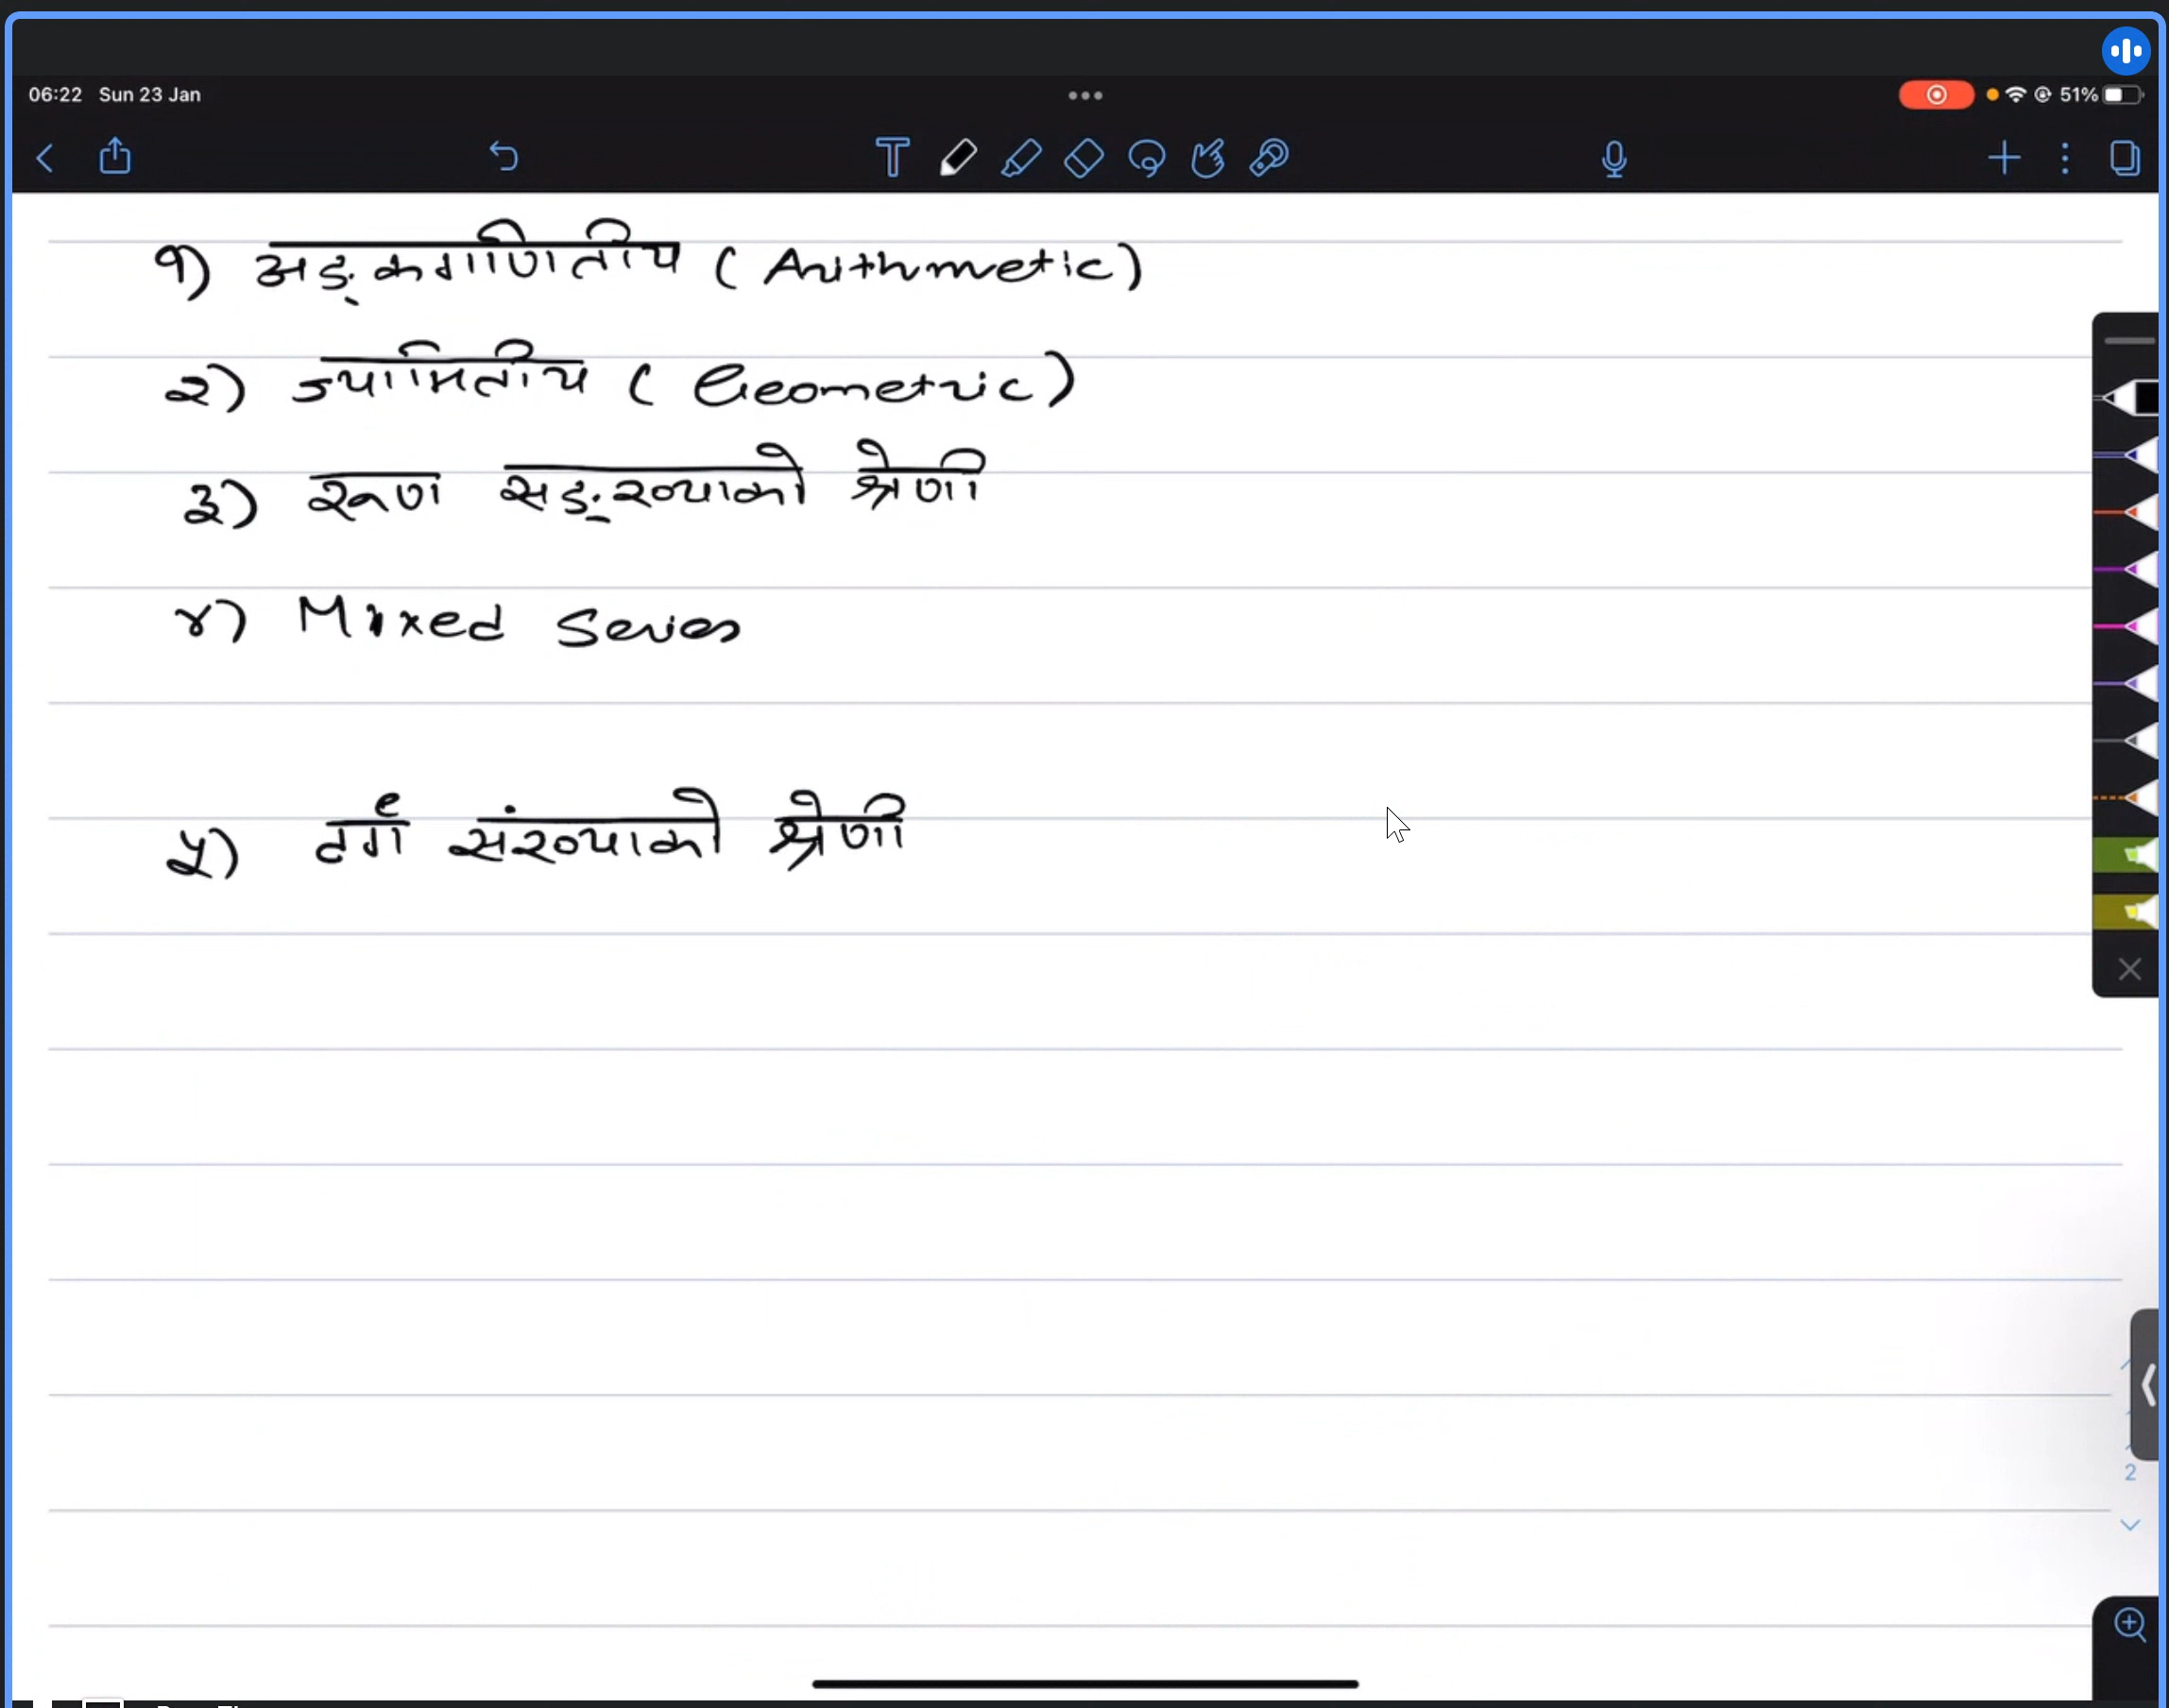 06:22 Sun 23 Jan
51%
१) अङ्कगणितीय (Arithmetic)
२) ज्यामितीय (Geometric)
३) रूण सङ्ख्याको श्रेणी
४) Mixed Series
५) वर्ग संख्याको श्रेणी
2